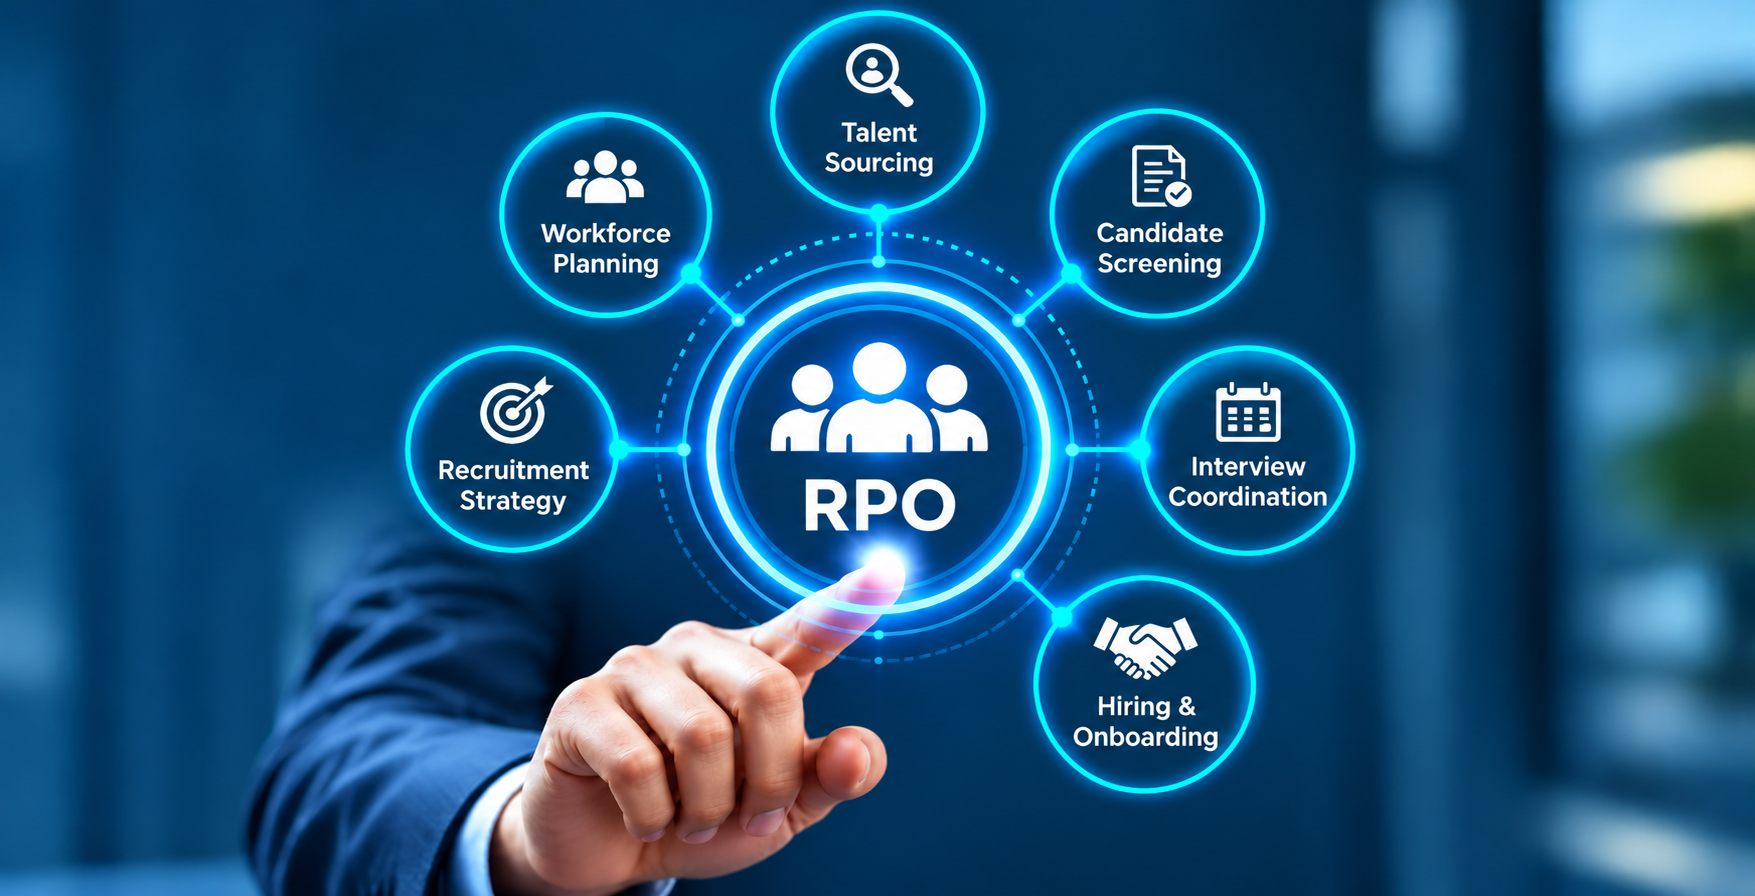 Talent
Sourcing
Workforce
Planning
Candidate
Screening
Recruitment
Strategy
RPO
Interview
Coordination
Hiring &
Onboarding